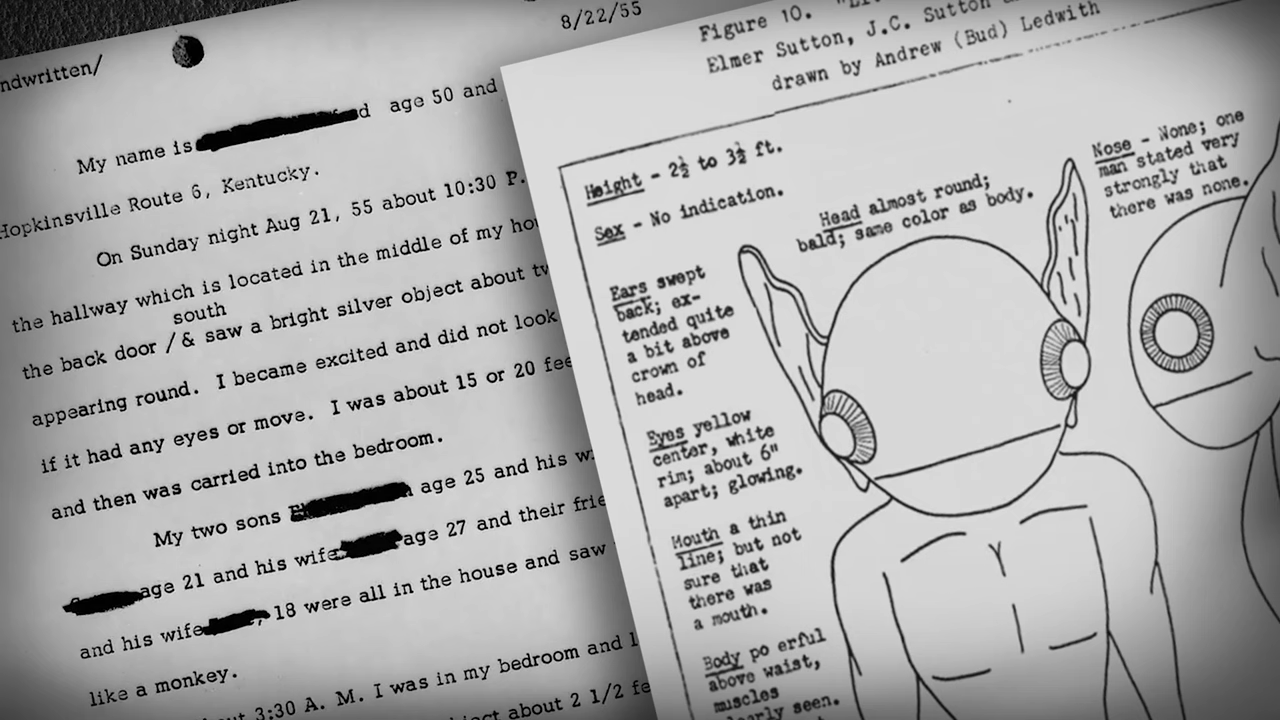 ndwritten/
8/22/55
My name is d age 50 and
Hopkinsville Route 6, Kentucky.
On Sunday night Aug 21, 55 about 10:30 P.
the hallway which is located in the middle of my hou
south
the back door / & saw a bright silver object about tw
appearing round. I became excited and did not look
if it had any eyes or move. I was about 15 or 20 fee
and then was carried into the bedroom.
My two sons E age 25 and his wi
age 21 and his wife age 27 and their frie
and his wife , 18 were all in the house and saw
like a monkey.
ut 3:30 A. M. I was in my bedroom and l
ject about 2 1/2 fe
Figure 10.
Elmer Sutton, J.C. Sutton
drawn by Andrew (Bud) Ledwith
Height - 2½ to 3½ ft.
Sex - No indication.
Head almost round;
bald; same color as body.
Nose - None; one
man stated very
strongly that
there was none.
Ears swept
back; ex-
tended quite
a bit above
crown of
head.
Eyes yellow
center, white
rim; about 6"
apart; glowing.
Mouth a thin
line; but not
sure that
there was
a mouth.
Body po erful
above waist,
muscles
early seen.